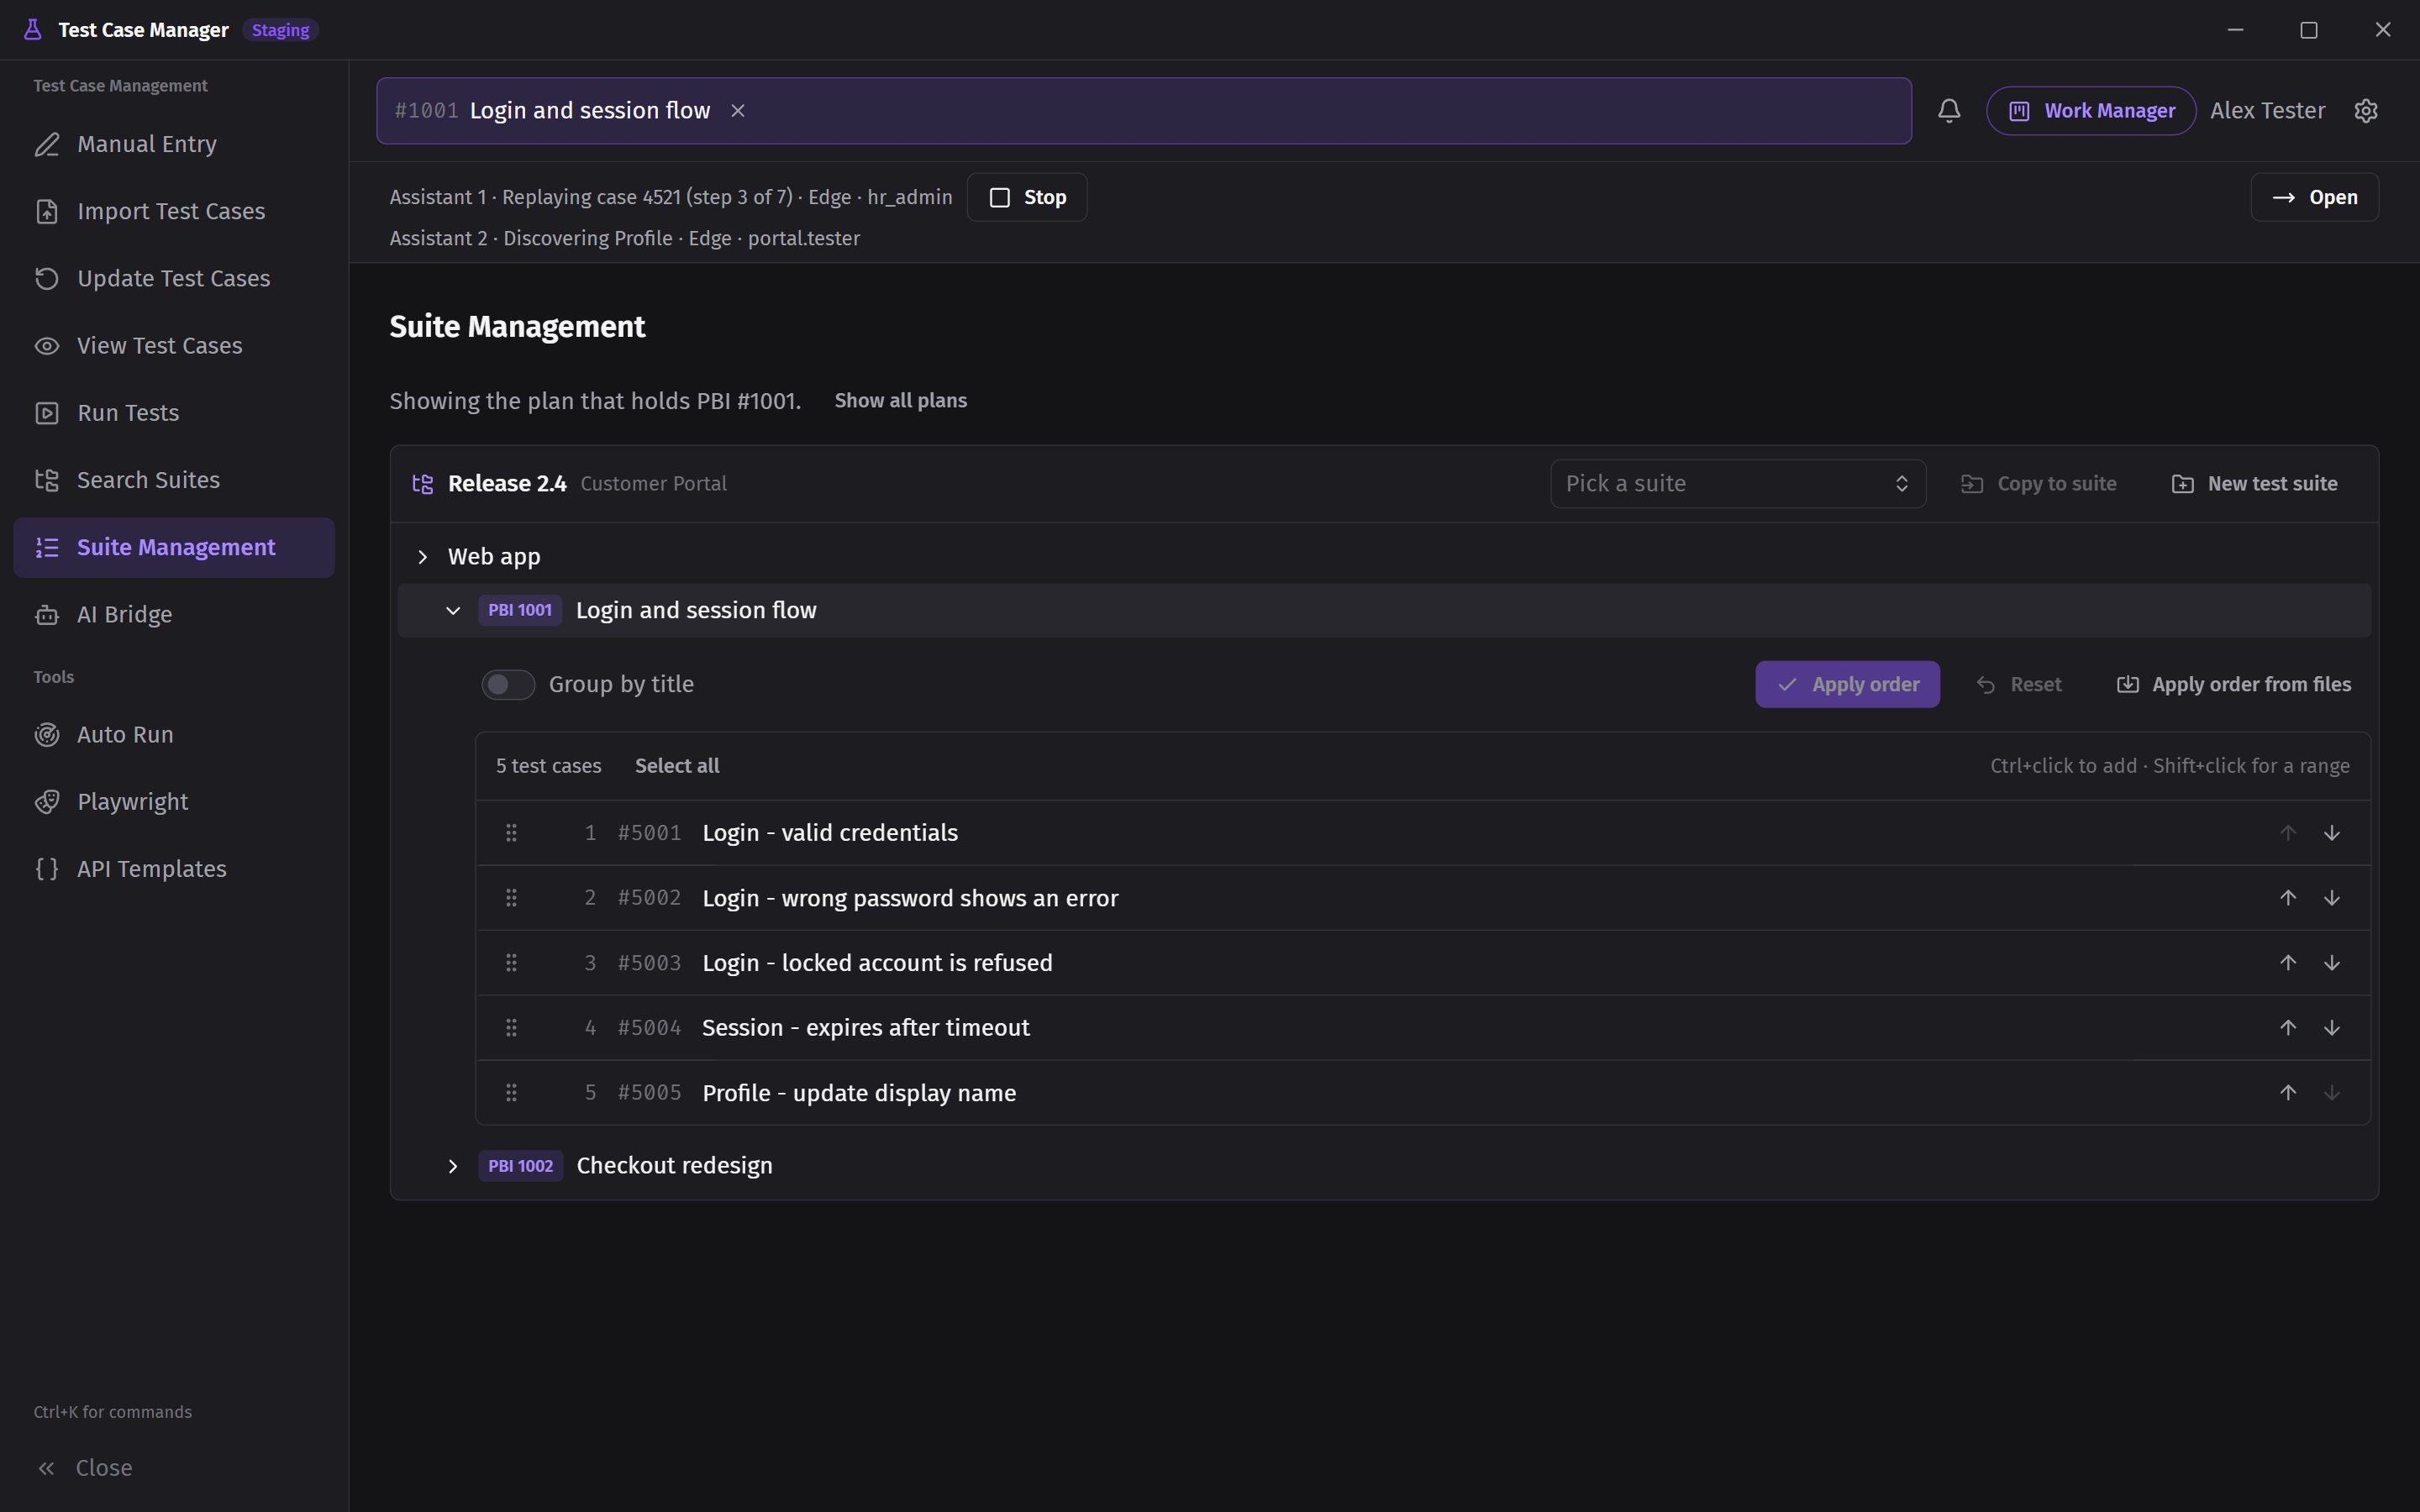 Test Case Manager Staging
Test Case Management
Manual Entry
Import Test Cases
Update Test Cases
View Test Cases
Run Tests
Search Suites
Suite Management
AI Bridge
Tools
Auto Run
Playwright
API Templates
Ctrl+K for commands
Close
#1001 Login and session flow
Work Manager Alex Tester
Assistant 1 · Replaying case 4521 (step 3 of 7) · Edge · hr_admin Stop Open
Assistant 2 · Discovering Profile · Edge · portal.tester
Suite Management
Showing the plan that holds PBI #1001. Show all plans
Release 2.4 Customer Portal Pick a suite Copy to suite New test suite
Web app
PBI 1001 Login and session flow
Group by title Apply order Reset Apply order from files
5 test cases Select all Ctrl+click to add · Shift+click for a range
1 #5001 Login - valid credentials
2 #5002 Login - wrong password shows an error
3 #5003 Login - locked account is refused
4 #5004 Session - expires after timeout
5 #5005 Profile - update display name
PBI 1002 Checkout redesign